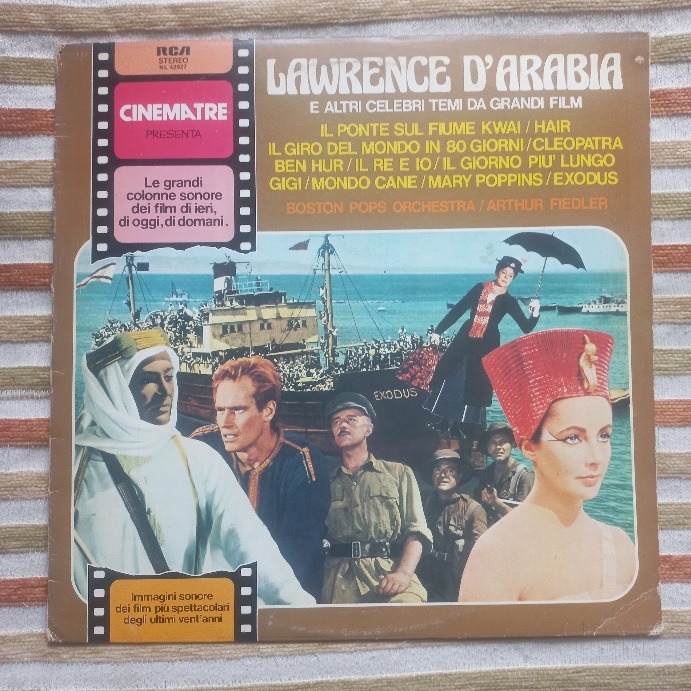 RCA
STEREO
NL 42027
CINEMATRE
PRESENTA
Le grandi
colonne sonore
dei film di ieri,
di oggi, di domani.
LAWRENCE D'ARABIA
E ALTRI CELEBRI TEMI DA GRANDI FILM
IL PONTE SUL FIUME KWAI / HAIR
IL GIRO DEL MONDO IN 80 GIORNI / CLEOPATRA
BEN HUR / IL RE E IO / IL GIORNO PIU' LUNGO
GIGI / MONDO CANE / MARY POPPINS / EXODUS
BOSTON POPS ORCHESTRA / ARTHUR FIEDLER
EXODUS
Immagini sonore
dei film più spettacolari
degli ultimi vent'anni